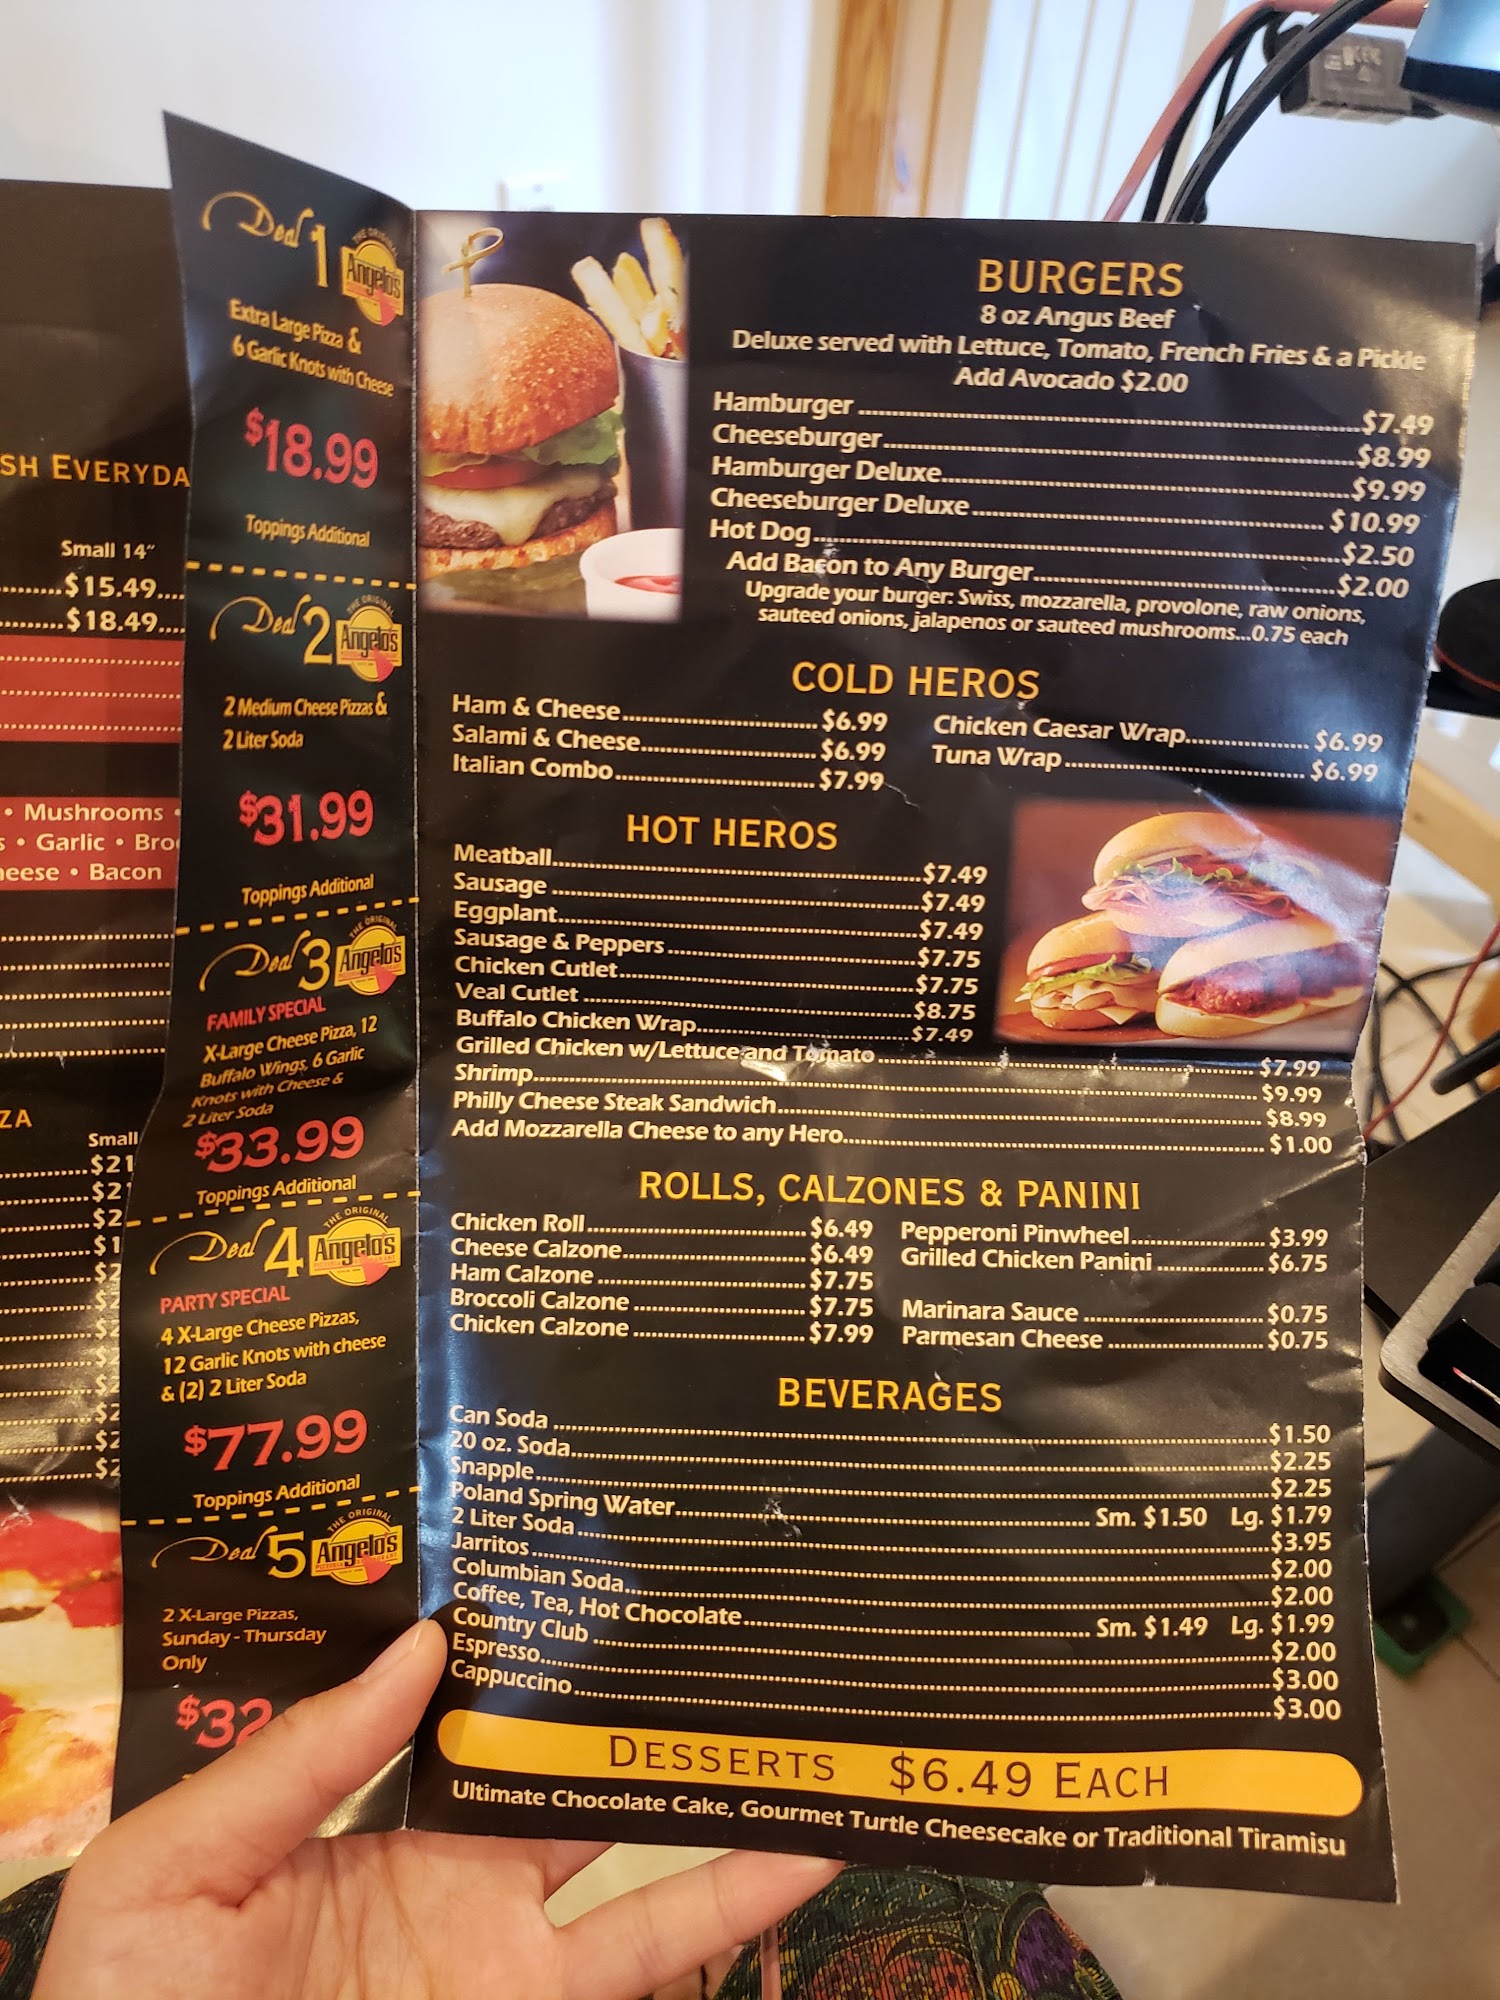 SH EVERYDA
Small 14"
$15.49
$18.49
• Mushrooms •
s • Garlic •
• Bacon
ZA
Small
$21
Deal 1 THE ORIGINAL Angelo's
Extra Large Pizza &
6 Garlic Knots with Cheese
$18.99
Toppings Additional
Deal 2 THE ORIGINAL Angelo's
2 Medium Cheese Pizzas &
2 Liter Soda
$31.99
Toppings Additional
Deal 3 THE ORIGINAL Angelo's
FAMILY SPECIAL
X-Large Cheese Pizza, 12
Buffalo Wings, 6 Garlic
Knots with Cheese &
2 Liter Soda
$33.99
Toppings Additional
Deal 4 THE ORIGINAL Angelo's
PARTY SPECIAL
4 X-Large Cheese Pizzas,
12 Garlic Knots with cheese
& (2) 2 Liter Soda
$77.99
Toppings Additional
Deal 5 THE ORIGINAL Angelo's
2 X-Large Pizzas,
Sunday - Thursday
Only
$32
BURGERS
8 oz Angus Beef
Deluxe served with Lettuce, Tomato, French Fries & a Pickle
Add Avocado $2.00
Hamburger $7.49
Cheeseburger $8.99
Hamburger Deluxe $9.99
Cheeseburger Deluxe $10.99
Hot Dog $2.50
Add Bacon to Any Burger $2.00
Upgrade your burger: Swiss, mozzarella, provolone, raw onions,
sauteed onions, jalapenos or sauteed mushrooms...0.75 each
COLD HEROS
Ham & Cheese $6.99 Chicken Caesar Wrap $6.99
Salami & Cheese $6.99 Tuna Wrap $6.99
Italian Combo $7.99
HOT HEROS
Meatball $7.49
Sausage $7.49
Eggplant $7.49
Sausage & Peppers $7.75
Chicken Cutlet $7.75
Veal Cutlet $8.75
Buffalo Chicken Wrap $7.49
Grilled Chicken w/Lettuce and Tomato $7.99
Shrimp $9.99
Philly Cheese Steak Sandwich $8.99
Add Mozzarella Cheese to any Hero $1.00
ROLLS, CALZONES & PANINI
Chicken Roll $6.49 Pepperoni Pinwheel $3.99
Cheese Calzone $6.49 Grilled Chicken Panini $6.75
Ham Calzone $7.75
Broccoli Calzone $7.75 Marinara Sauce $0.75
Chicken Calzone $7.99 Parmesan Cheese $0.75
BEVERAGES
Can Soda $1.50
20 oz. Soda $2.25
Snapple $2.25
Poland Spring Water Sm. $1.50 Lg. $1.79
2 Liter Soda $3.95
Jarritos $2.00
Columbian Soda $2.00
Coffee, Tea, Hot Chocolate Sm. $1.49 Lg. $1.99
Country Club $2.00
Espresso $3.00
Cappuccino $3.00
DESSERTS $6.49 EACH
Ultimate Chocolate Cake, Gourmet Turtle Cheesecake or Traditional Tiramisu